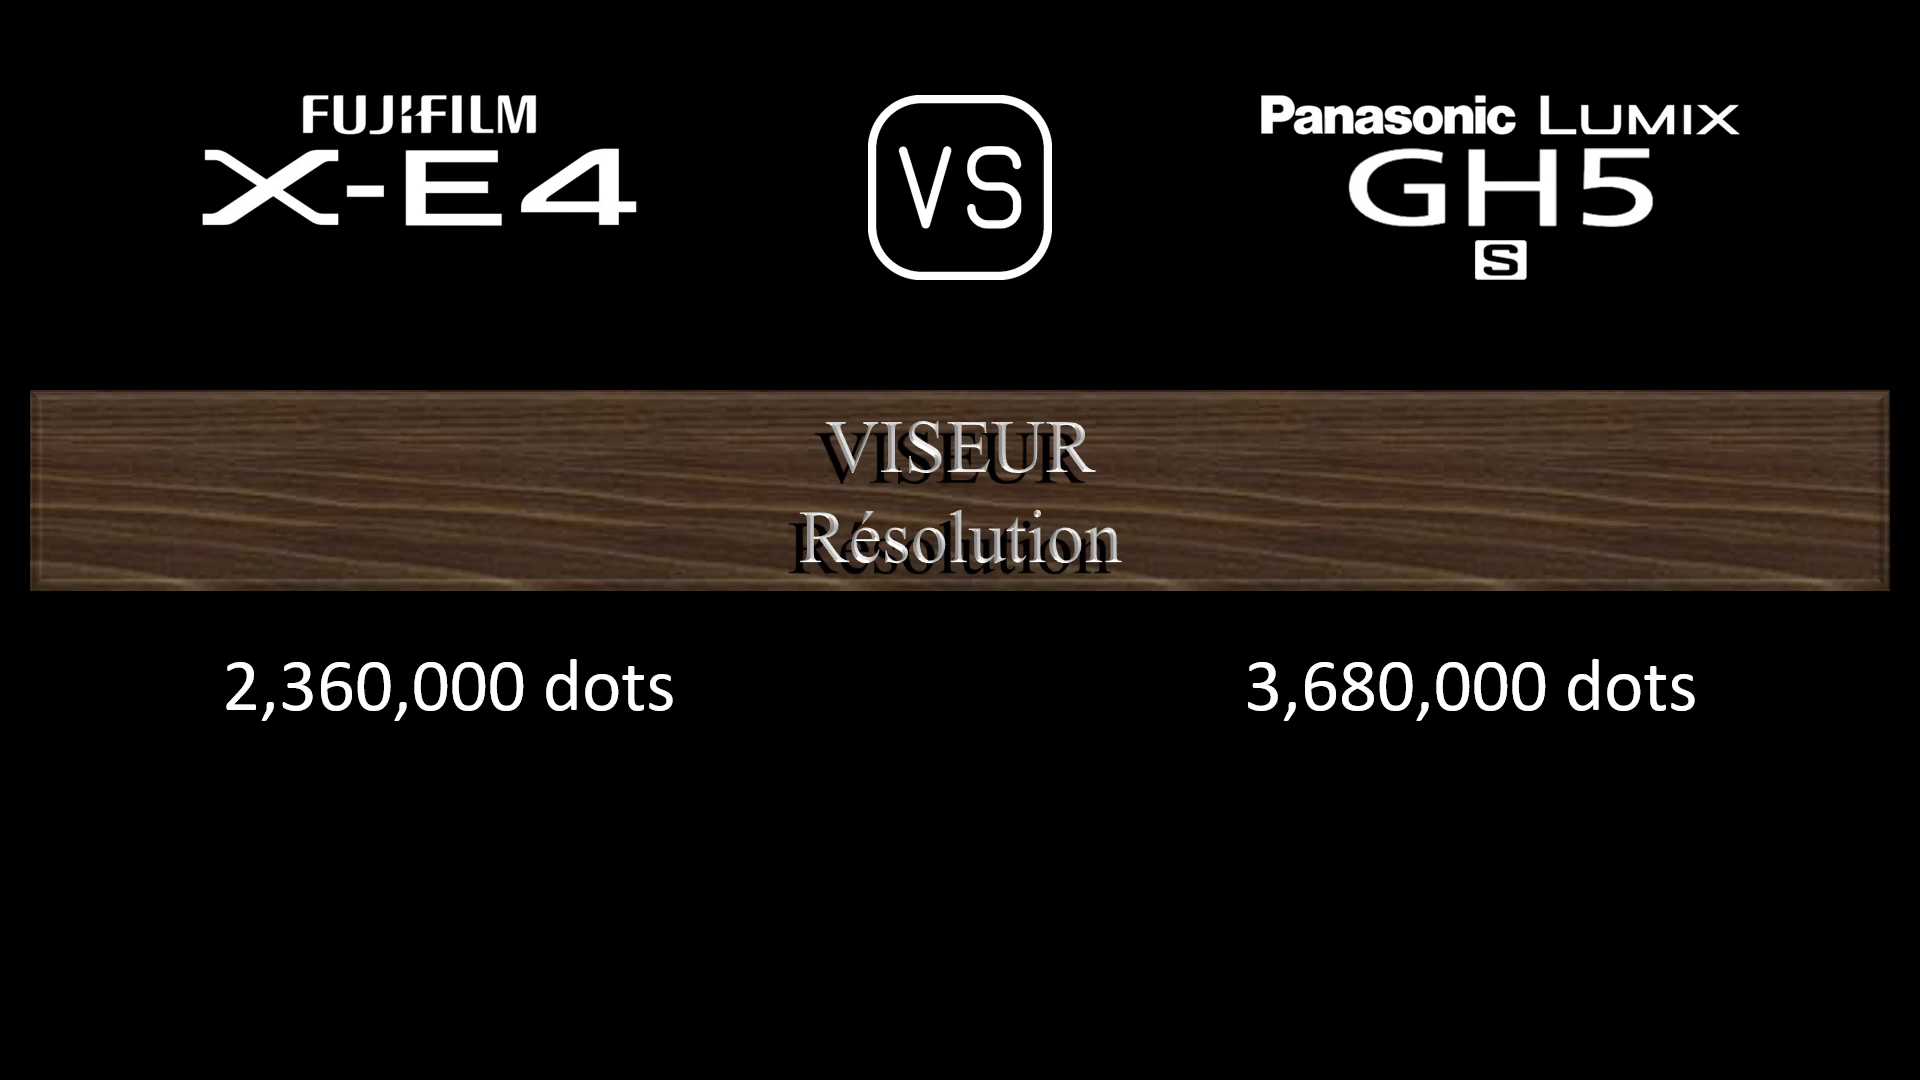 FUJIFILM
X-E4
VS
Panasonic LUMIX
GH5
S
VISEUR
Résolution
2,360,000 dots
3,680,000 dots